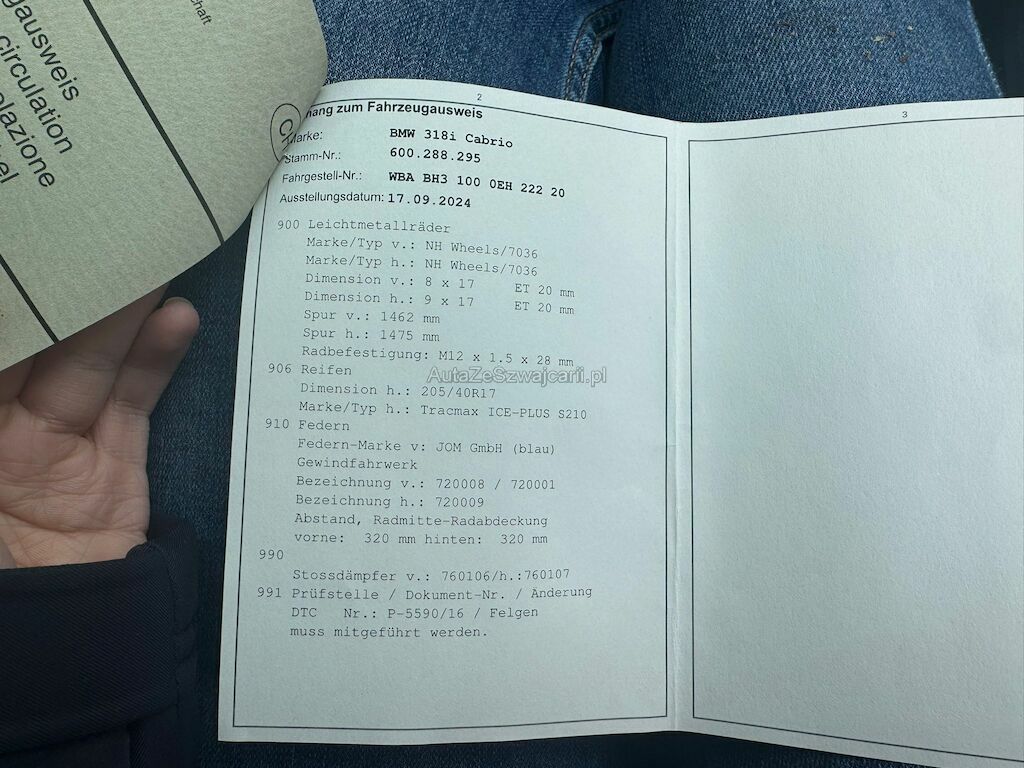 gausweis
circulation
olazione
chaft
CH
2
hang zum Fahrzeugausweis
Marke: BMW 318i Cabrio
Stamm-Nr.: 600.288.295
Fahrgestell-Nr.: WBA BH3 100 0EH 222 20
Ausstellungsdatum: 17.09.2024
900 Leichtmetallräder
Marke/Typ v.: NH Wheels/7036
Marke/Typ h.: NH Wheels/7036
Dimension v.: 8 x 17 ET 20 mm
Dimension h.: 9 x 17 ET 20 mm
Spur v.: 1462 mm
Spur h.: 1475 mm
Radbefestigung: M12 x 1.5 x 28 mm
906 Reifen
Dimension h.: 205/40R17
Marke/Typ h.: Tracmax ICE-PLUS S210
910 Federn
Federn-Marke v: JOM GmbH (blau)
Gewindfahrwerk
Bezeichnung v.: 720008 / 720001
Bezeichnung h.: 720009
Abstand, Radmitte-Radabdeckung
vorne: 320 mm hinten: 320 mm
990
Stossdämpfer v.: 760106/h.:760107
991 Prüfstelle / Dokument-Nr. / Änderung
DTC Nr.: P-5590/16 / Felgen
muss mitgeführt werden.
3
AutaZeSzwajcarii.pl